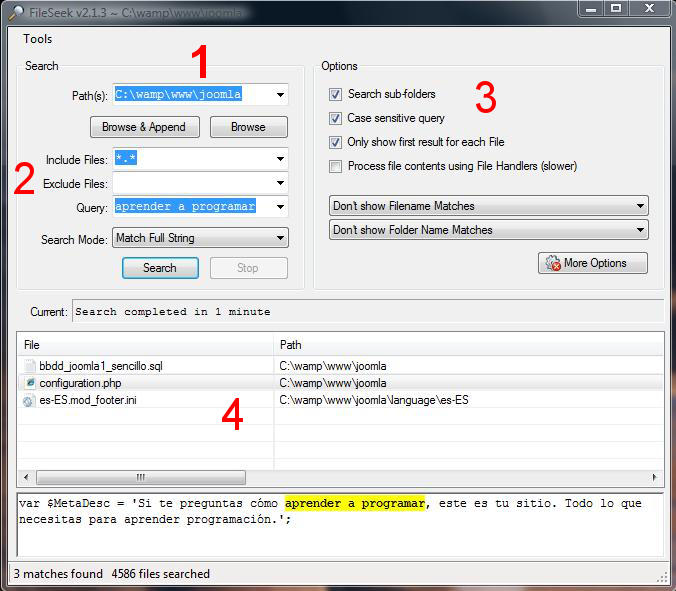 FileSeek v2.1.3 ~ C:\wamp\www\joomla
Tools
1
Search
Path(s): C:\wamp\www\joomla
Browse & Append Browse
2
Include Files: *.*
Exclude Files:
Query: aprender a programar
Search Mode: Match Full String
Search Stop
Options
3
Search sub-folders
Case sensitive query
Only show first result for each File
Process file contents using File Handlers (slower)
Don't show Filename Matches
Don't show Folder Name Matches
More Options
Current: Search completed in 1 minute
File Path
bbdd_joomla1_sencillo.sql C:\wamp\www\joomla
configuration.php C:\wamp\www\joomla
es-ES.mod_footer.ini C:\wamp\www\joomla\language\es-ES
4
var $MetaDesc = 'Si te preguntas cómo aprender a programar, este es tu sitio. Todo lo que
necesitas para aprender programación.';
3 matches found 4586 files searched